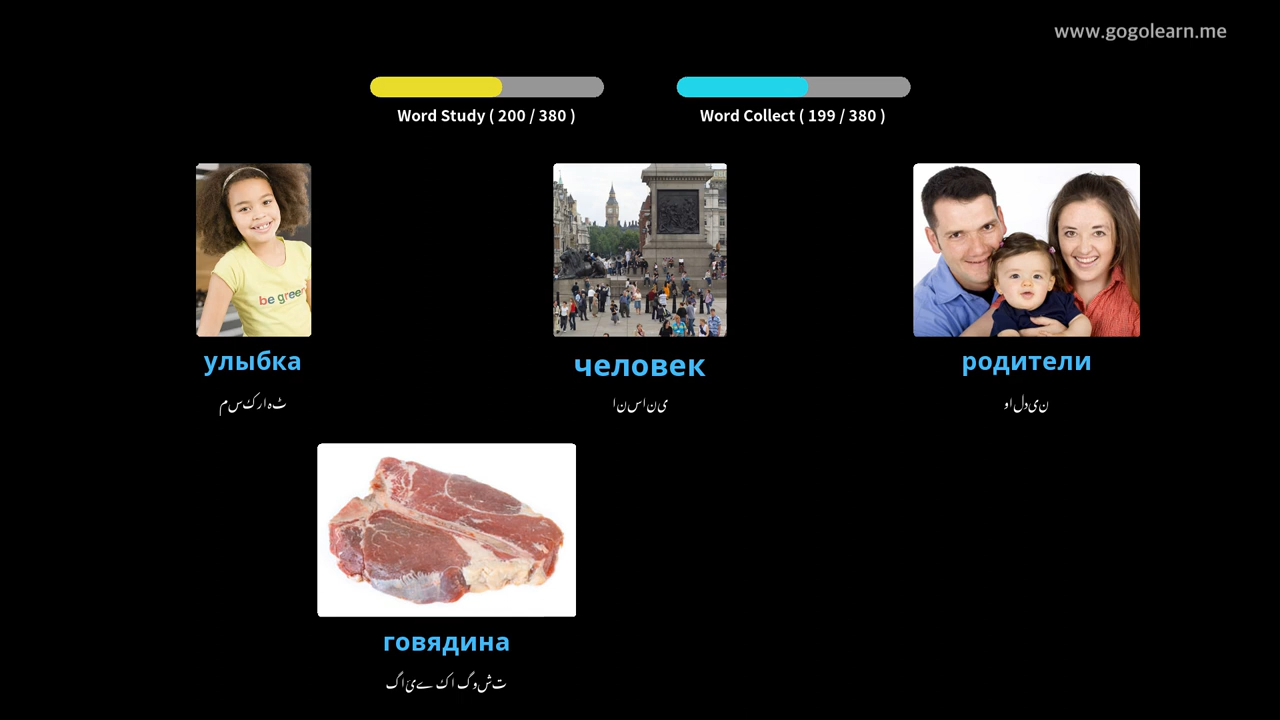 www.gogolearn.me
Word Study ( 200 / 380 )
Word Collect ( 199 / 380 )
be green
улыбка
человек
родители
مسکراہٹ
انسانی
والدین
говядина
گائے کا گوشت